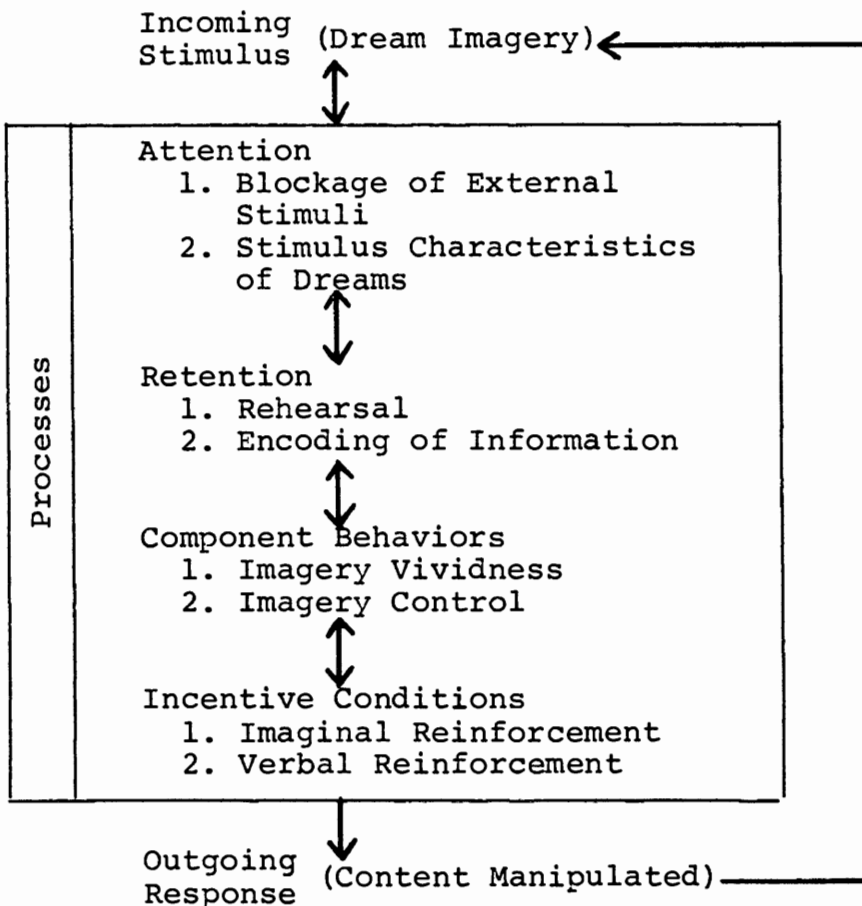 Incoming
Stimulus (Dream Imagery)
Attention
1. Blockage of External
Stimuli
2. Stimulus Characteristics
of Dreams
Processes
Retention
1. Rehearsal
2. Encoding of Information
Component Behaviors
1. Imagery Vividness
2. Imagery Control
Incentive Conditions
1. Imaginal Reinforcement
2. Verbal Reinforcement
Outgoing
Response (Content Manipulated)